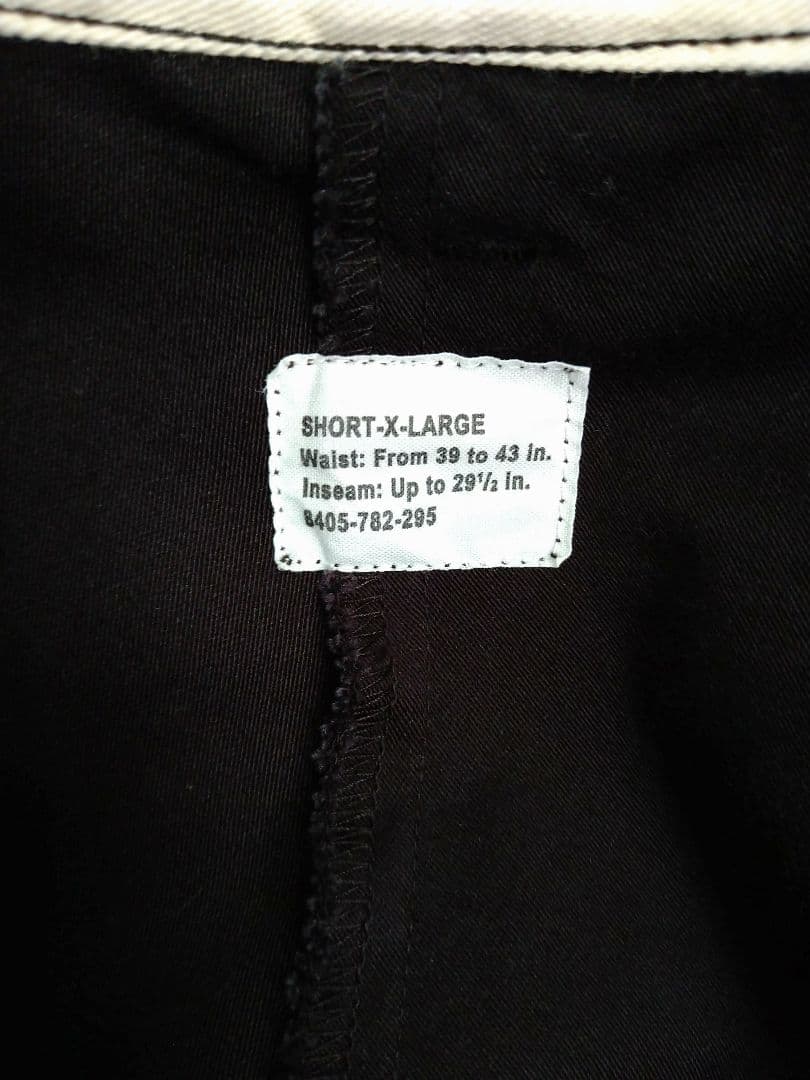 SHORT-X-LARGE
Waist: From 39 to 43 in.
Inseam: Up to 29½ in.
8405-782-295